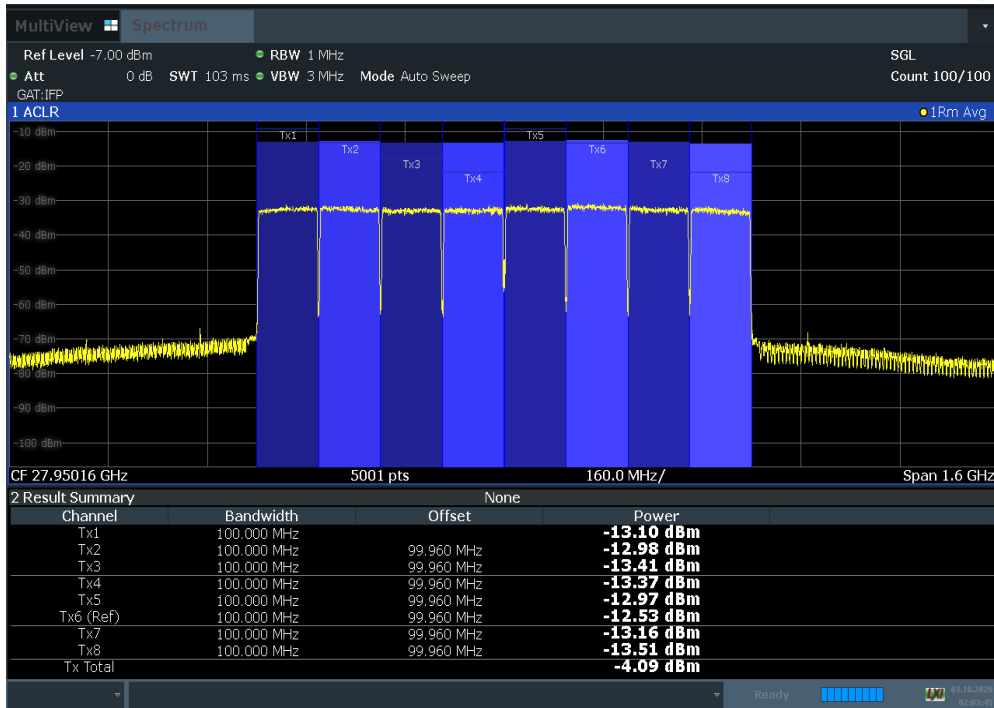 MultiView Spectrum
Ref Level -7.00 dBm RBW 1 MHz SGL
Att 0 dB SWT 103 ms VBW 3 MHz Mode Auto Sweep Count 100/100
GAT:IFP
1 ACLR 1Rm Avg
-10 dBm
Tx1 Tx5
Tx2 Tx6
Tx3 Tx7
-20 dBm
Tx4 Tx8
-30 dBm
-40 dBm
-50 dBm
-60 dBm
-70 dBm
-80 dBm
-90 dBm
-100 dBm
CF 27.95016 GHz 5001 pts 160.0 MHz/ Span 1.6 GHz
2 Result Summary None
Channel Bandwidth Offset Power
Tx1 100.000 MHz -13.10 dBm
Tx2 100.000 MHz 99.960 MHz -12.98 dBm
Tx3 100.000 MHz 99.960 MHz -13.41 dBm
Tx4 100.000 MHz 99.960 MHz -13.37 dBm
Tx5 100.000 MHz 99.960 MHz -12.97 dBm
Tx6 (Ref) 100.000 MHz 99.960 MHz -12.53 dBm
Tx7 100.000 MHz 99.960 MHz -13.16 dBm
Tx8 100.000 MHz 99.960 MHz -13.51 dBm
Tx Total -4.09 dBm
Ready LXI 03.10.2020
02:03:45